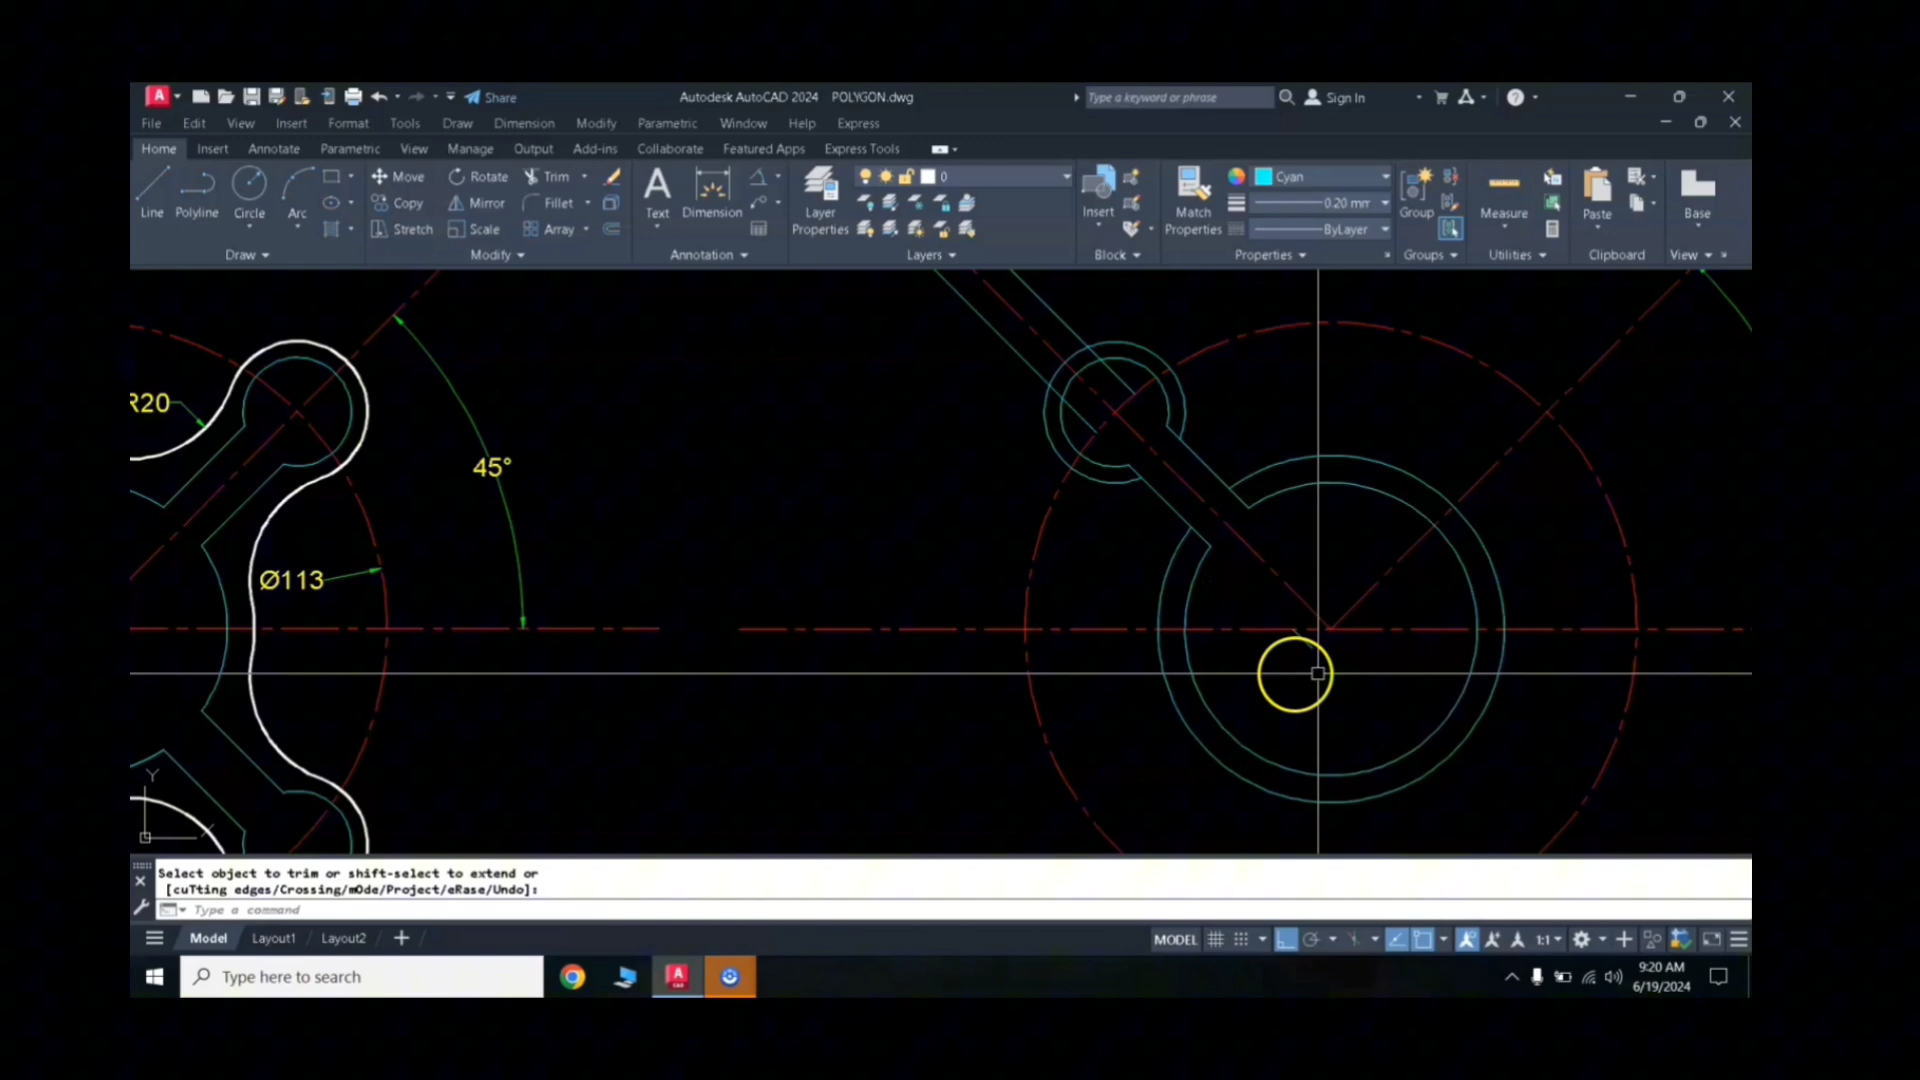 Share Autodesk AutoCAD 2024 POLYGON.dwg Type a keyword or phrase Sign In
File Edit View Insert Format Tools Draw Dimension Modify Parametric Window Help Express
Home Insert Annotate Parametric View Manage Output Add-ins Collaborate Featured Apps Express Tools
Line Polyline Circle Arc Move Rotate Trim Text Dimension Layer Properties 0 Insert Match Properties Cyan Group Measure Paste Base
Copy Mirror Fillet 0.20 mm
Stretch Scale Array ByLayer
Draw Modify Annotation Layers Block Properties Groups Utilities Clipboard View
R20
45°
Ø113
Y
X
Select object to trim or shift-select to extend or
[cuTting edges/Crossing/mOde/Project/eRase/Undo]:
Type a command
Model Layout1 Layout2 MODEL 1:1
Type here to search
9:20 AM
6/19/2024